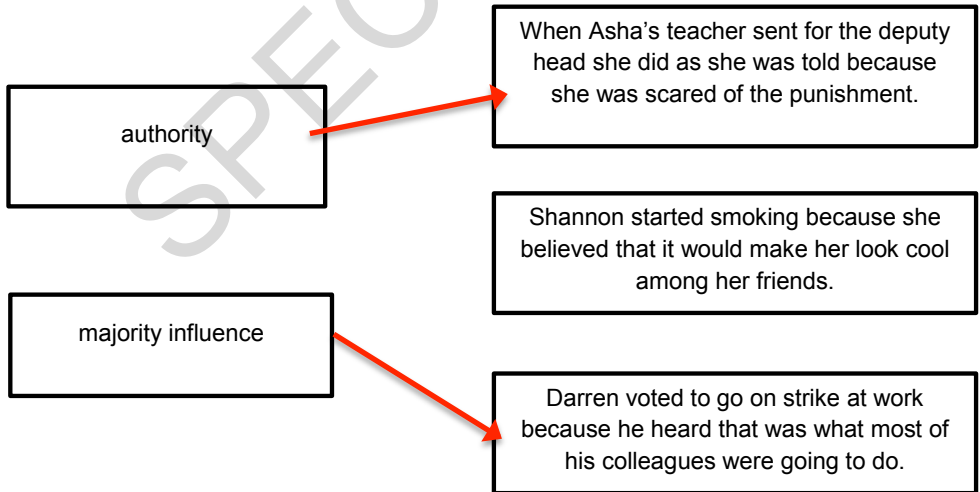 When Asha's teacher sent for the deputy
head she did as she was told because
she was scared of the punishment.
authority
Shannon started smoking because she
believed that it would make her look cool
among her friends.
majority influence
Darren voted to go on strike at work
because he heard that was what most of
his colleagues were going to do.
SPEC